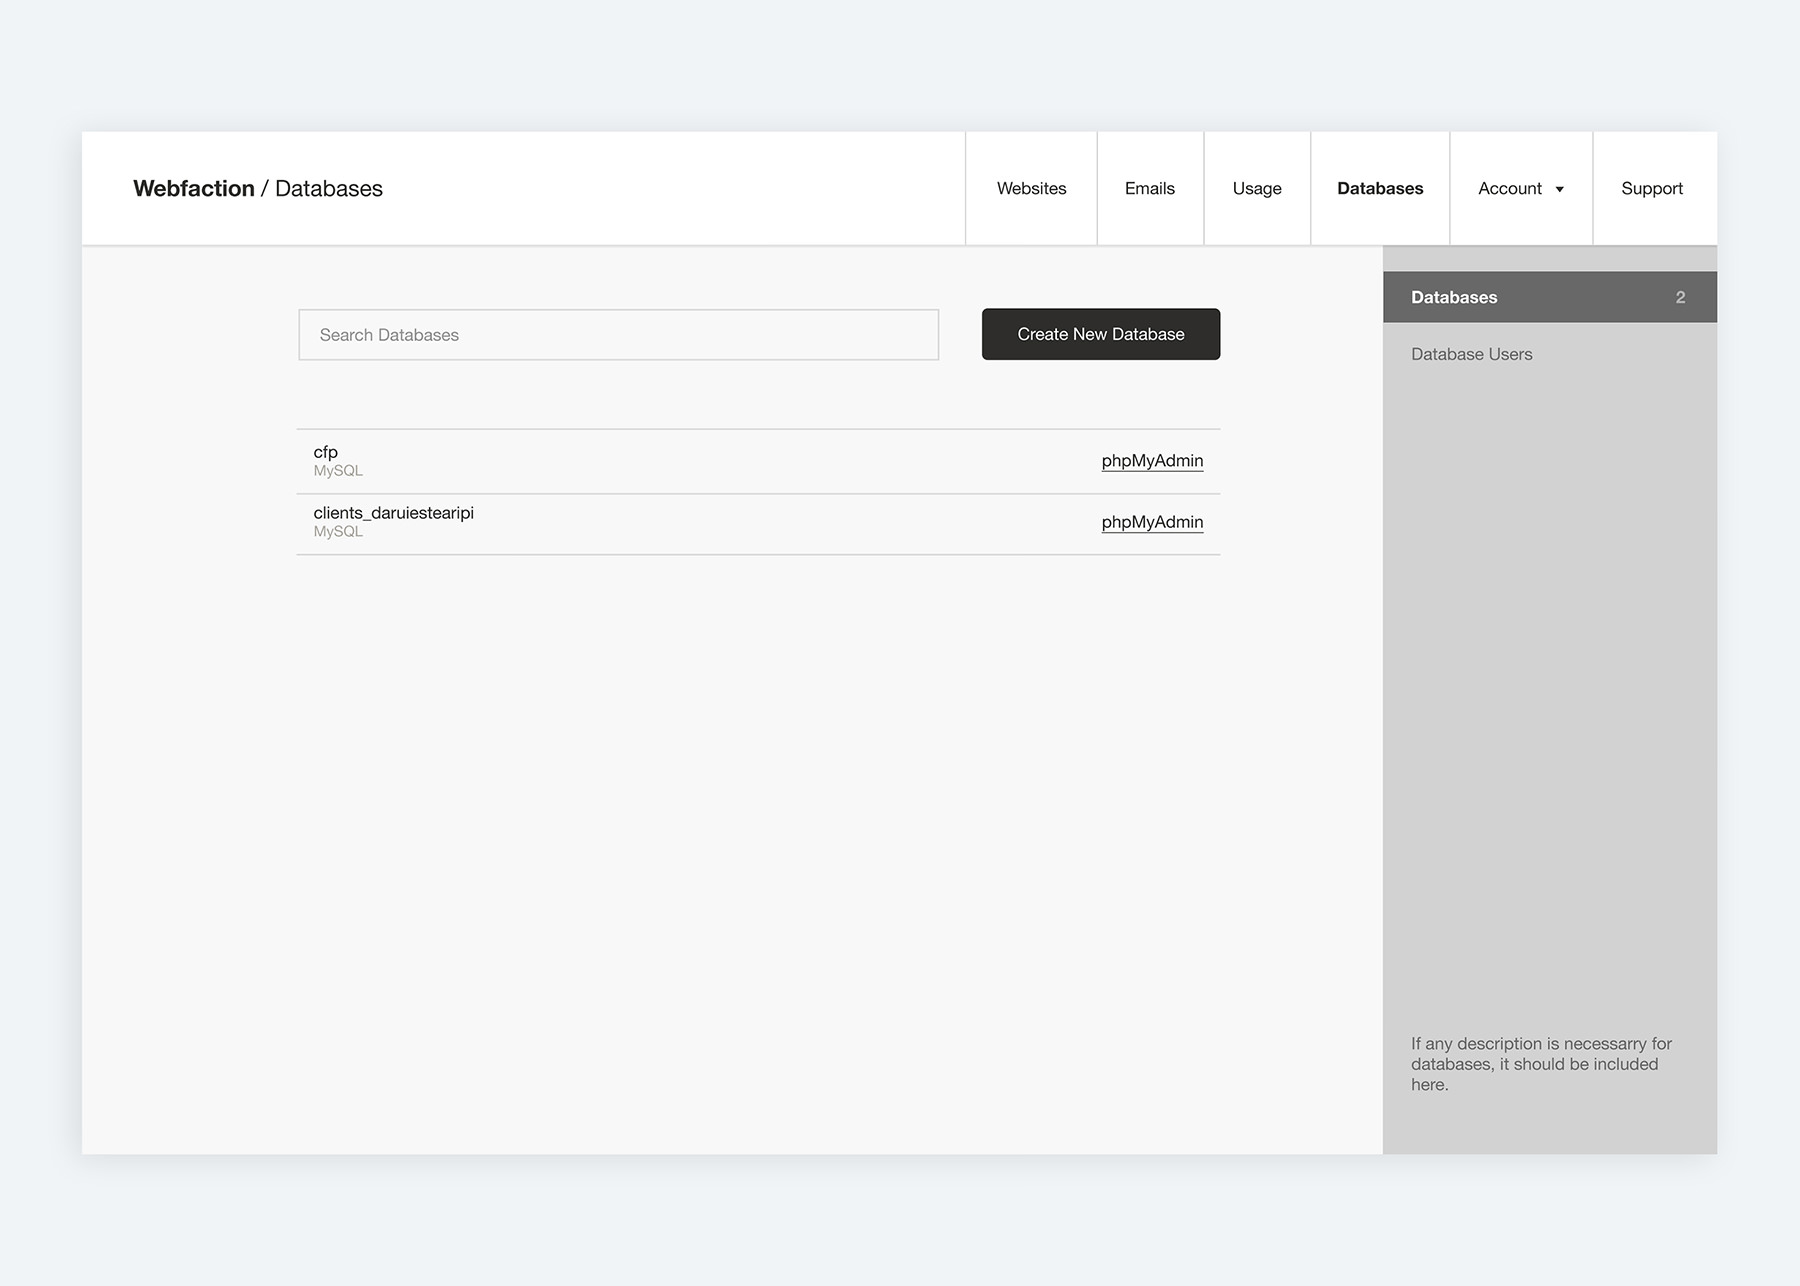 Webfaction / Databases
Websites
Emails
Usage
Databases
Account
Support
Search Databases
Create New Database
cfp
MySQL
phpMyAdmin
clients_daruiestearipi
MySQL
phpMyAdmin
Databases 2
Database Users
If any description is necessarry for
databases, it should be included
here.